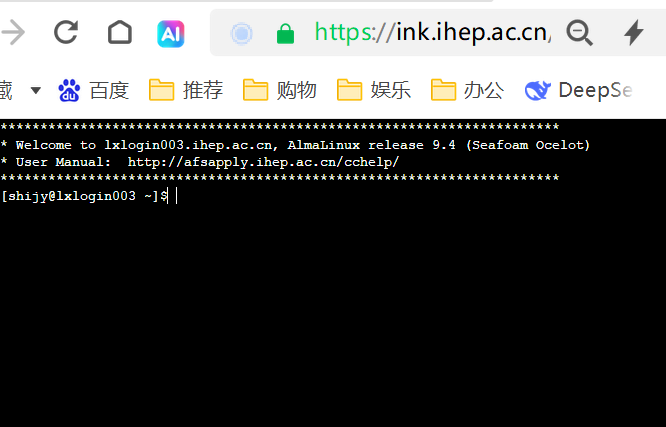 AI https://ink.ihep.ac.cn/
藏 百度 推荐 购物 娱乐 办公 DeepSe
*********************************************************************
* Welcome to lxlogin003.ihep.ac.cn, AlmaLinux release 9.4 (Seafoam Ocelot)
* User Manual:  http://afsapply.ihep.ac.cn/cchelp/
*********************************************************************
[shijy@lxlogin003 ~]$